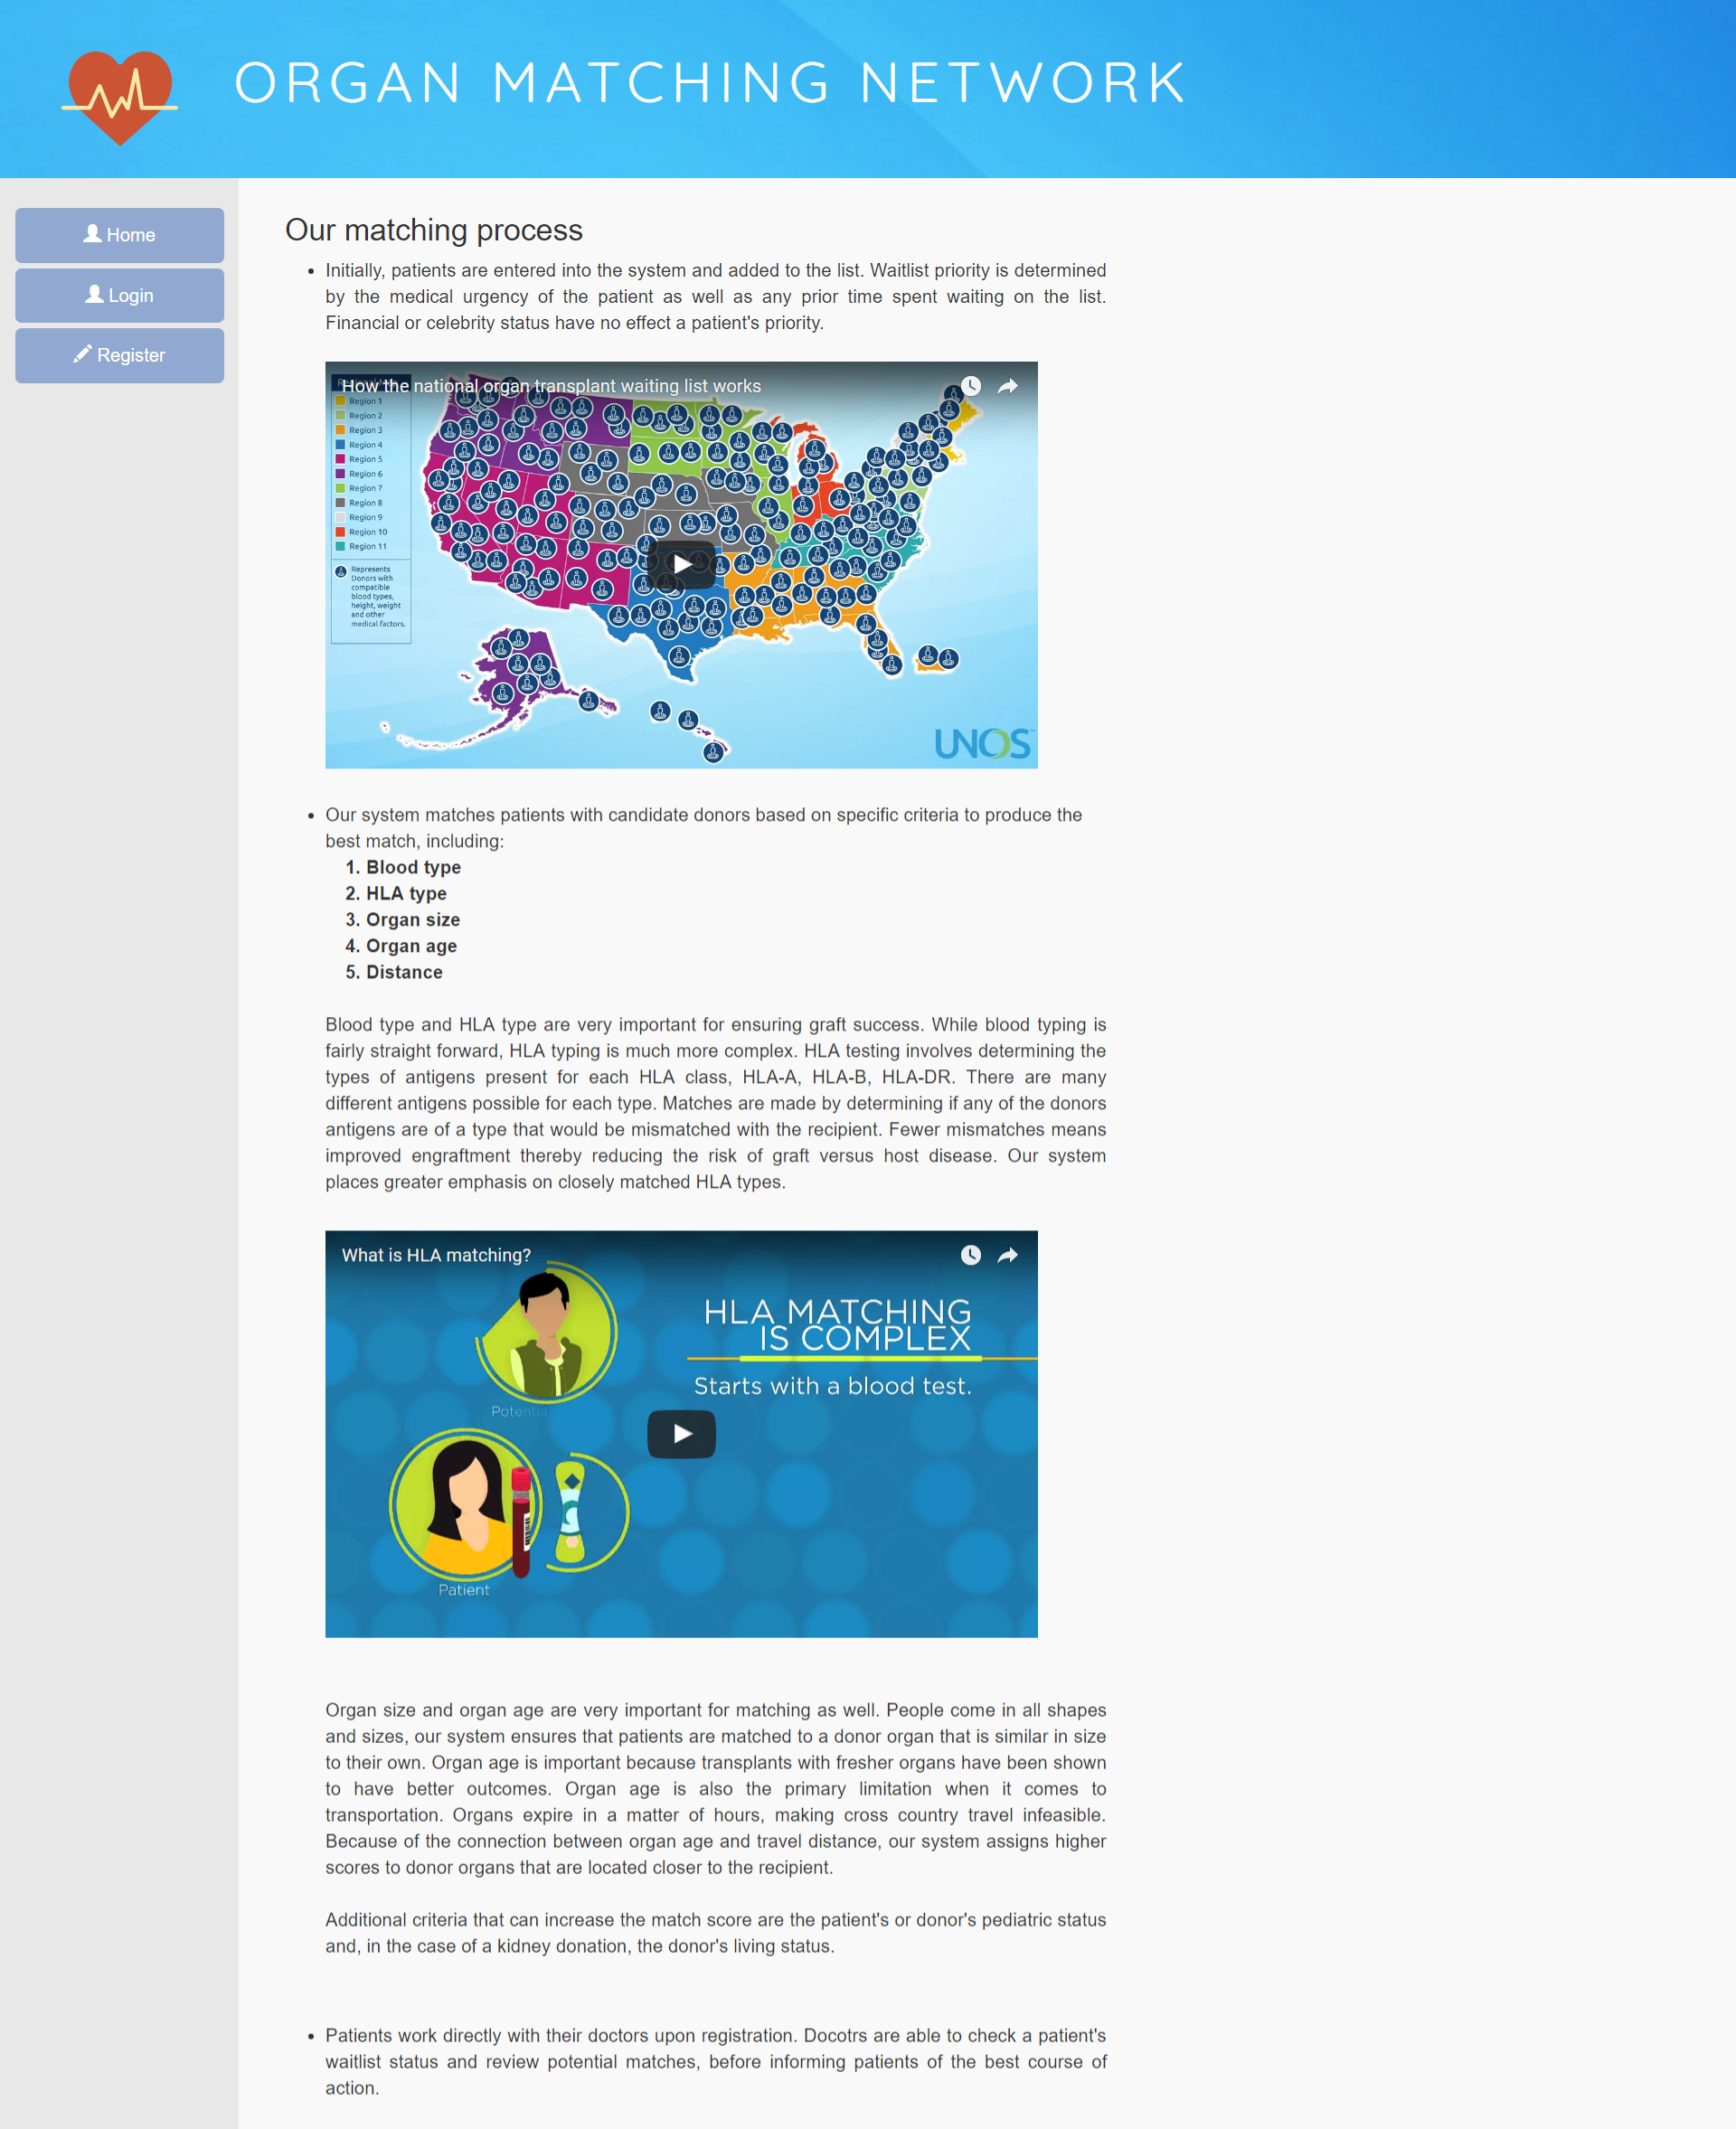 ORGAN MATCHING NETWORK
Home
Login
Register
Our matching process
Initially, patients are entered into the system and added to the list. Waitlist priority is determined
by the medical urgency of the patient as well as any prior time spent waiting on the list.
Financial or celebrity status have no effect a patient's priority.
How the national organ transplant waiting list works
Region 1
Region 2
Region 3
Region 4
Region 5
Region 6
Region 7
Region 8
Region 9
Region 10
Region 11
Represents
Donors with
compatible
blood types,
height, weight
and other
medical factors.
UNOS
Our system matches patients with candidate donors based on specific criteria to produce the
best match, including:
1. Blood type
2. HLA type
3. Organ size
4. Organ age
5. Distance
Blood type and HLA type are very important for ensuring graft success. While blood typing is
fairly straight forward, HLA typing is much more complex. HLA testing involves determining the
types of antigens present for each HLA class, HLA-A, HLA-B, HLA-DR. There are many
different antigens possible for each type. Matches are made by determining if any of the donors
antigens are of a type that would be mismatched with the recipient. Fewer mismatches means
improved engraftment thereby reducing the risk of graft versus host disease. Our system
places greater emphasis on closely matched HLA types.
What is HLA matching?
HLA MATCHING
IS COMPLEX
Starts with a blood test.
Patient
Organ size and organ age are very important for matching as well. People come in all shapes
and sizes, our system ensures that patients are matched to a donor organ that is similar in size
to their own. Organ age is important because transplants with fresher organs have been shown
to have better outcomes. Organ age is also the primary limitation when it comes to
transportation. Organs expire in a matter of hours, making cross country travel infeasible.
Because of the connection between organ age and travel distance, our system assigns higher
scores to donor organs that are located closer to the recipient.
Additional criteria that can increase the match score are the patient's or donor's pediatric status
and, in the case of a kidney donation, the donor's living status.
Patients work directly with their doctors upon registration. Docotrs are able to check a patient's
waitlist status and review potential matches, before informing patients of the best course of
action.